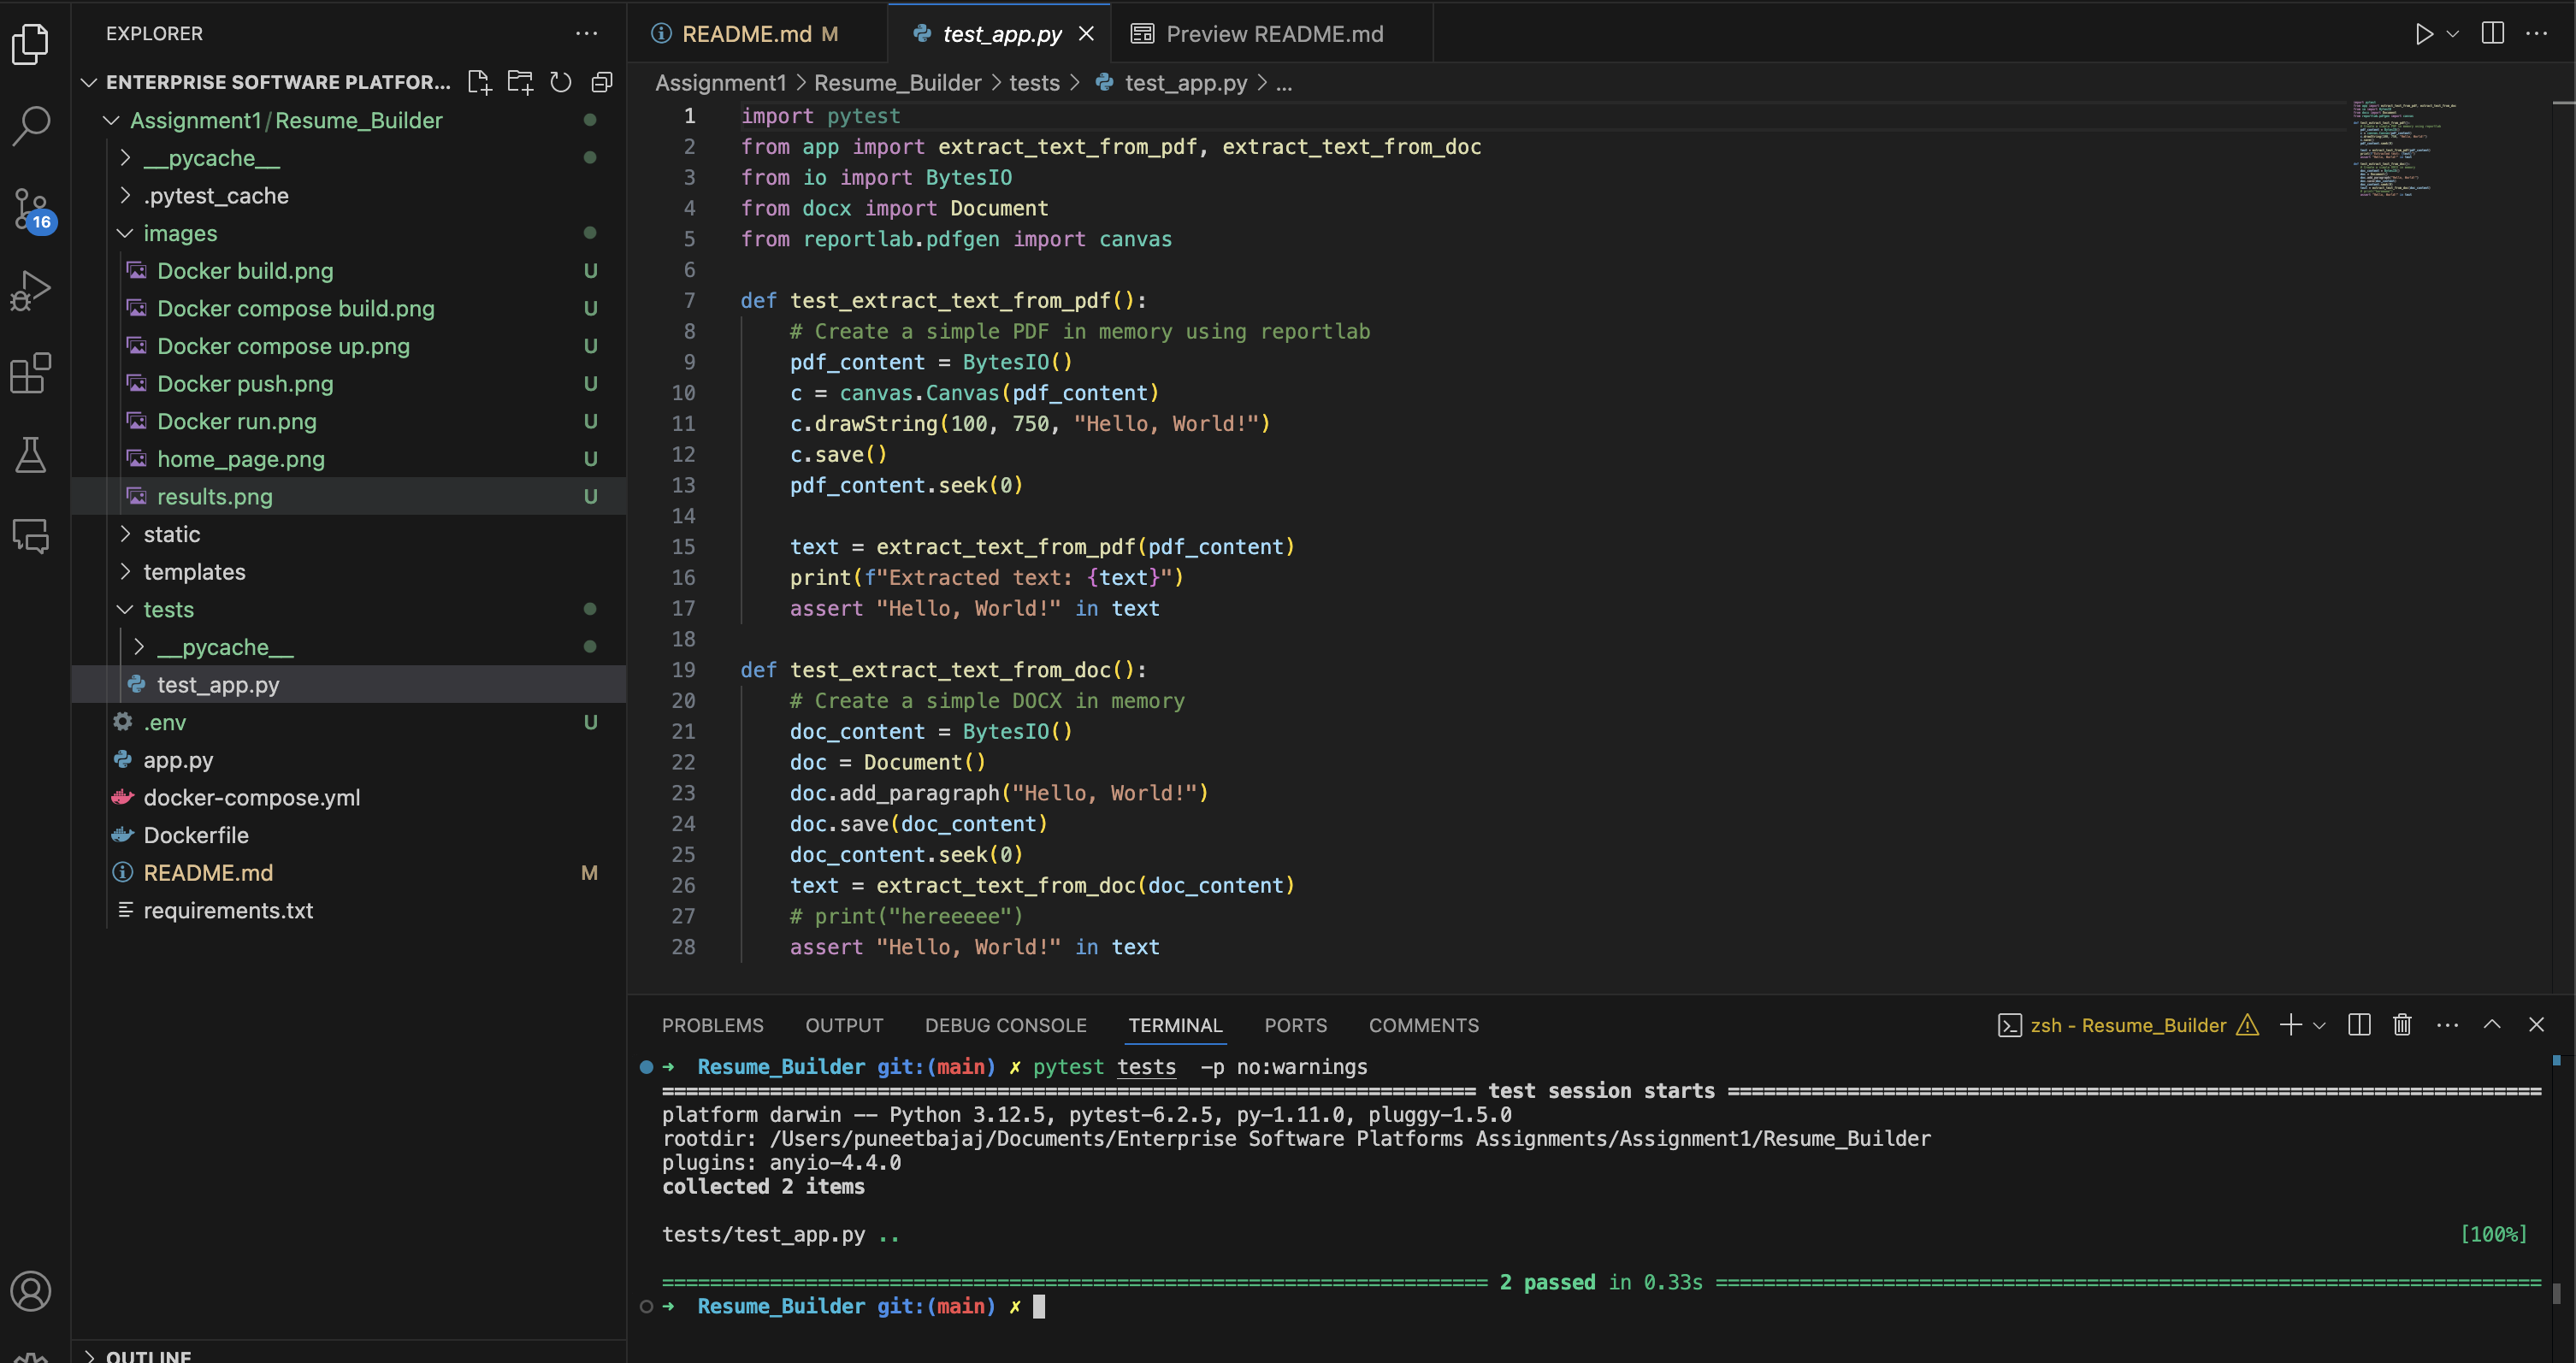 EXPLORER
ENTERPRISE SOFTWARE PLATFOR...
Assignment1/Resume_Builder
__pycache__
.pytest_cache
images
Docker build.png U
Docker compose build.png U
Docker compose up.png U
Docker push.png U
Docker run.png U
home_page.png U
results.png U
static
templates
tests
__pycache__
test_app.py
.env U
app.py
docker-compose.yml
Dockerfile
README.md M
requirements.txt
OUTLINE
16
README.md M
test_app.py
Preview README.md
Assignment1 > Resume_Builder > tests > test_app.py > ...
1 import pytest
2 from app import extract_text_from_pdf, extract_text_from_doc
3 from io import BytesIO
4 from docx import Document
5 from reportlab.pdfgen import canvas
6
7 def test_extract_text_from_pdf():
8 # Create a simple PDF in memory using reportlab
9 pdf_content = BytesIO()
10 c = canvas.Canvas(pdf_content)
11 c.drawString(100, 750, "Hello, World!")
12 c.save()
13 pdf_content.seek(0)
14
15 text = extract_text_from_pdf(pdf_content)
16 print(f"Extracted text: {text}")
17 assert "Hello, World!" in text
18
19 def test_extract_text_from_doc():
20 # Create a simple DOCX in memory
21 doc_content = BytesIO()
22 doc = Document()
23 doc.add_paragraph("Hello, World!")
24 doc.save(doc_content)
25 doc_content.seek(0)
26 text = extract_text_from_doc(doc_content)
27 # print("hereeeee")
28 assert "Hello, World!" in text
PROBLEMS OUTPUT DEBUG CONSOLE TERMINAL PORTS COMMENTS
zsh - Resume_Builder
➜ Resume_Builder git:(main) ✗ pytest tests -p no:warnings
test session starts
platform darwin -- Python 3.12.5, pytest-6.2.5, py-1.11.0, pluggy-1.5.0
rootdir: /Users/puneetbajaj/Documents/Enterprise Software Platforms Assignments/Assignment1/Resume_Builder
plugins: anyio-4.4.0
collected 2 items
tests/test_app.py .. [100%]
2 passed in 0.33s
➜ Resume_Builder git:(main) ✗